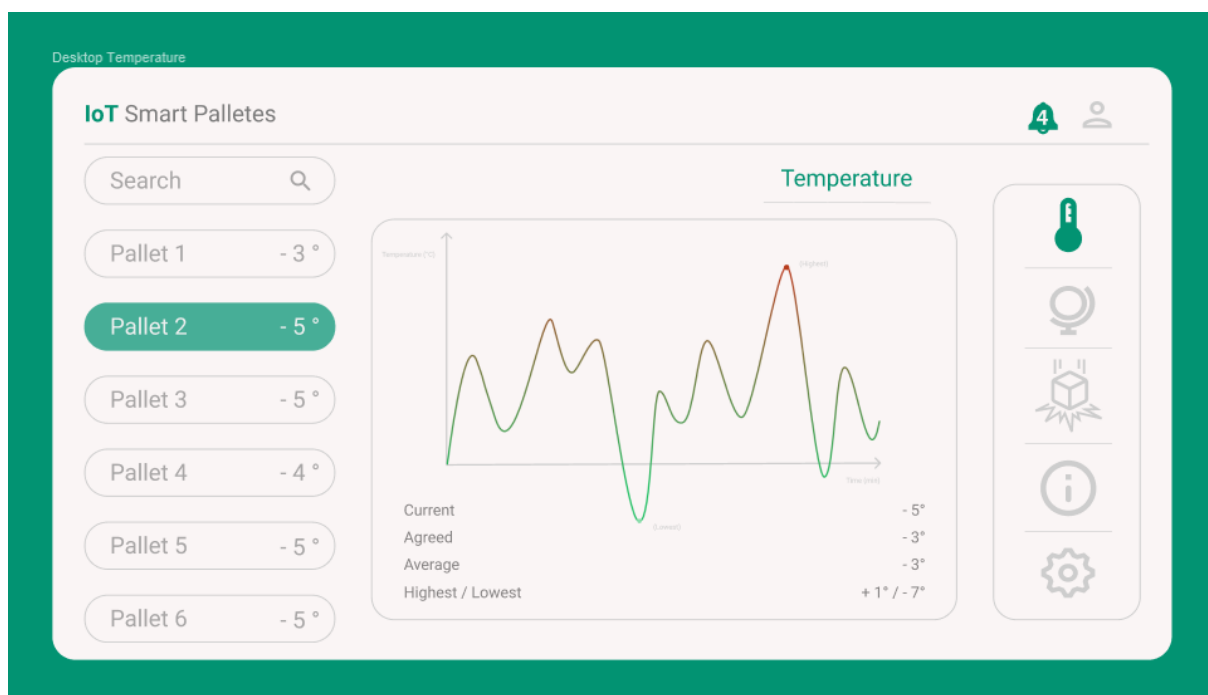 Desktop Temperature
IoT Smart Palletes
4
Search
Temperature
Pallet 1 - 3 °
Pallet 2 - 5 °
Pallet 3 - 5 °
Pallet 4 - 4 °
Pallet 5 - 5 °
Pallet 6 - 5 °
Temperature (°C)
(Highest)
Time (min)
(Lowest)
Current - 5°
Agreed - 3°
Average - 3°
Highest / Lowest + 1° / - 7°